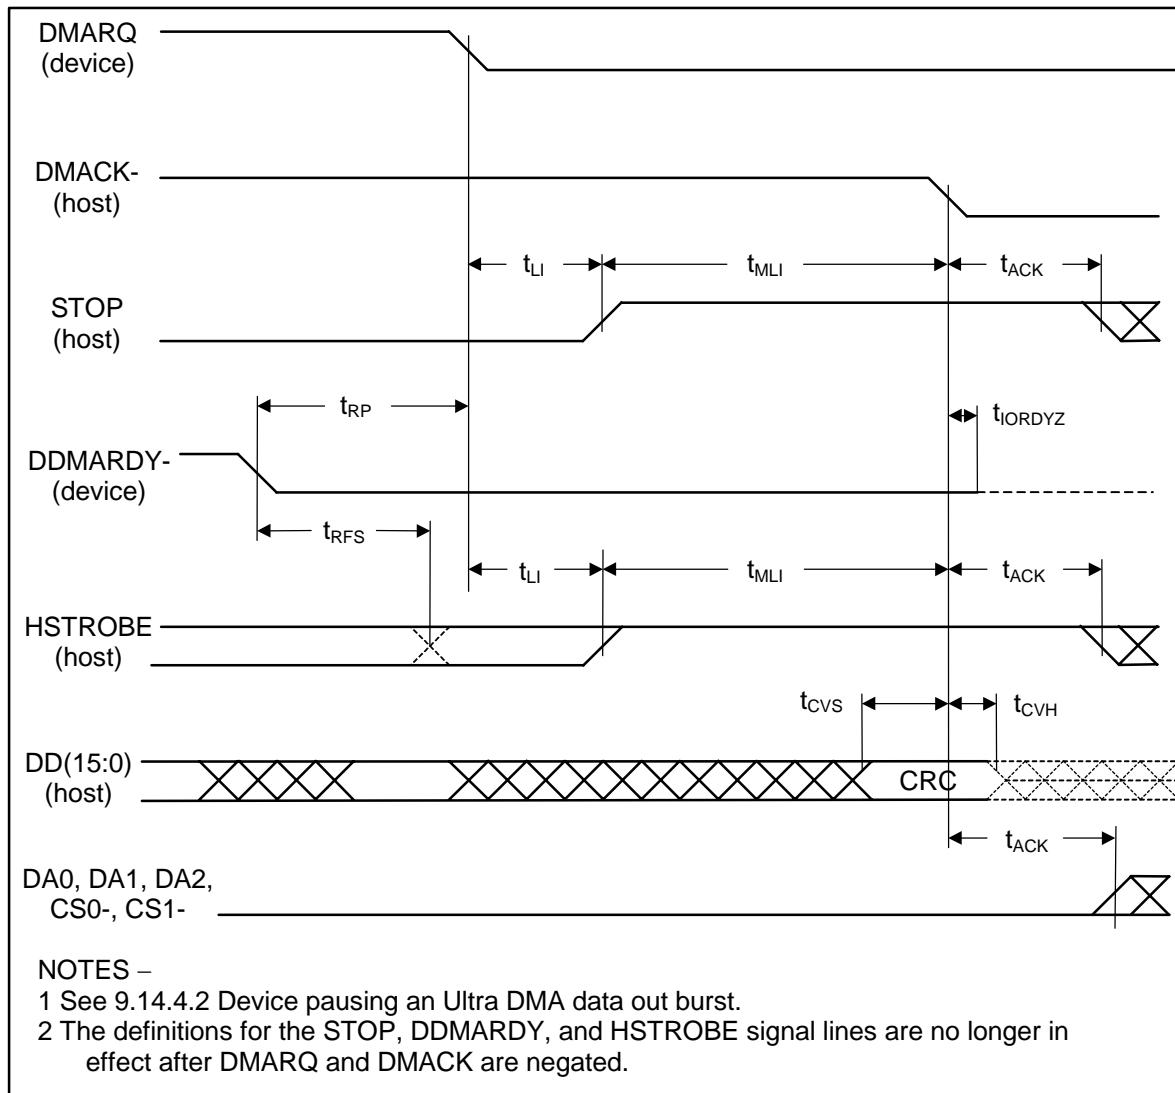 DMARQ
(device)
DMACK-
(host)
tLI
tMLI
tACK
STOP
(host)
tRP
tIORDYZ
DDMARDY-
(device)
tRFS
tLI
tMLI
tACK
HSTROBE
(host)
tCVS
tCVH
DD(15:0)
(host)
CRC
tACK
DA0, DA1, DA2,
CS0-, CS1-
NOTES –
1 See 9.14.4.2 Device pausing an Ultra DMA data out burst.
2 The definitions for the STOP, DDMARDY, and HSTROBE signal lines are no longer in
effect after DMARQ and DMACK are negated.